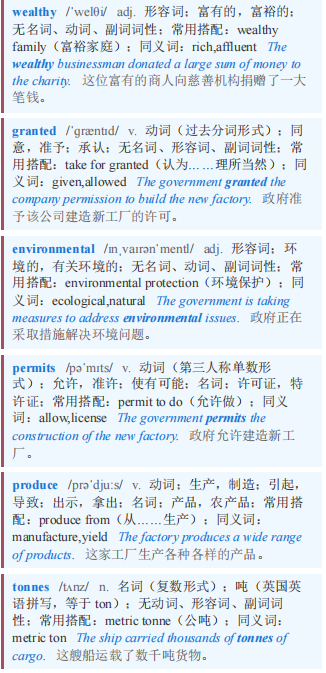 wealthy /ˈwelθi/ adj. 形容词；富有的，富裕的；
无名词、动词、副词词性；常用搭配：wealthy
family（富裕家庭）；同义词：rich,affluent The
wealthy businessman donated a large sum of money to
the charity. 这位富有的商人向慈善机构捐赠了一大
笔钱。
granted /ˈɡræntɪd/ v. 动词（过去分词形式）；同
意，准予；承认；无名词、形容词、副词词性；常
用搭配：take for granted（认为……理所当然）；同
义词：given,allowed The government granted the
company permission to build the new factory. 政府准
予该公司建造新工厂的许可。
environmental /ɪnˌvaɪrənˈmentl/ adj. 形容词；环
境的，有关环境的；无名词、动词、副词词性；常
用搭配：environmental protection（环境保护）；同
义词：ecological,natural The government is taking
measures to address environmental issues. 政府正在
采取措施解决环境问题。
permits /pəˈmɪts/ v. 动词（第三人称单数形
式）；允许，准许；使有可能；名词：许可证，特
许证；常用搭配：permit to do（允许做）；同义
词：allow,license The government permits the
construction of the new factory. 政府允许建造新工
厂。
produce /prəˈdjuːs/ v. 动词；生产，制造；引起，
导致；出示，拿出；名词：产品，农产品；常用搭
配：produce from（从……生产）；同义词：
manufacture,yield The factory produces a wide range
of products. 这家工厂生产各种各样的产品。
tonnes /tʌnz/ n. 名词（复数形式）；吨（英国英
语拼写，等于 ton）；无动词、形容词、副词词
性；常用搭配：metric tonne（公吨）；同义词：
metric ton The ship carried thousands of tonnes of
cargo. 这艘船运载了数千吨货物。